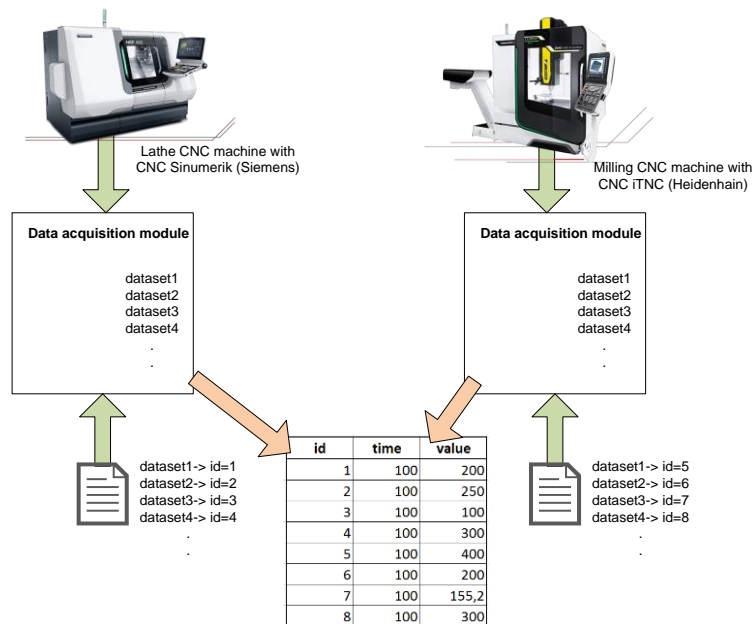 Lathe CNC machine with
CNC Sinumerik (Siemens)
Milling CNC machine with
CNC iTNC (Heidenhain)
Data acquisition module
dataset1
dataset2
dataset3
dataset4
.
.
Data acquisition module
dataset1
dataset2
dataset3
dataset4
.
.
dataset1-> id=1
dataset2-> id=2
dataset3-> id=3
dataset4-> id=4
.
.
id time value
1 100 200
2 100 250
3 100 100
4 100 300
5 100 400
6 100 200
7 100 155,2
8 100 300
dataset1-> id=5
dataset2-> id=6
dataset3-> id=7
dataset4-> id=8
.
.